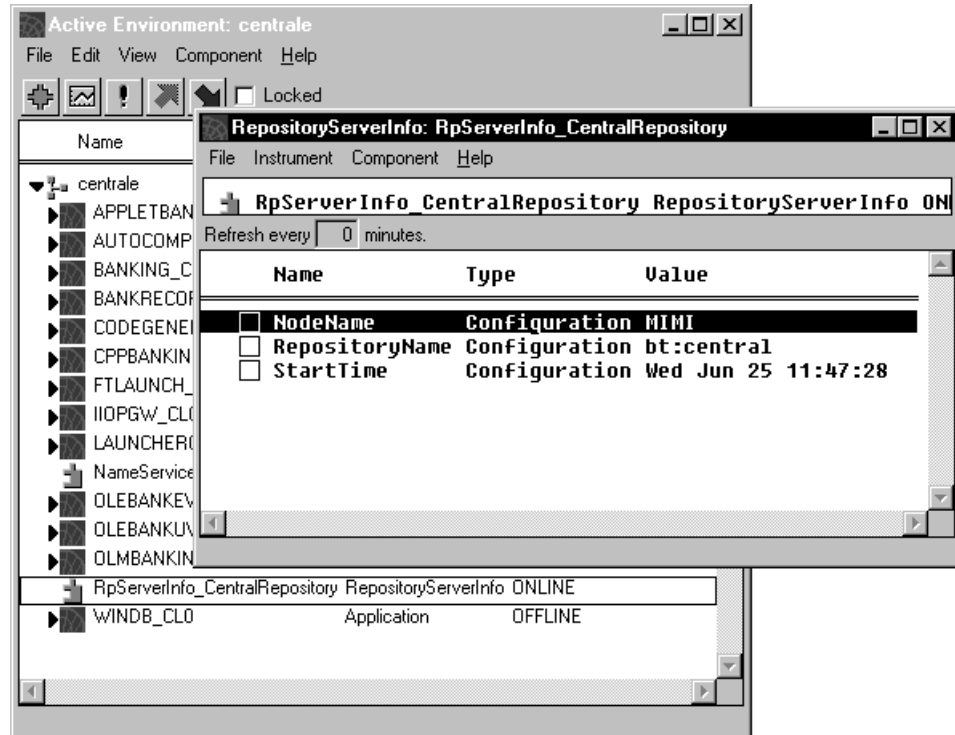 Active Environment: centrale
File Edit View Component Help
Locked
Name
centrale
APPLETBAN
AUTOCOMP
BANKING_C
BANKRECOR
CODEGENE
CPPBANKIN
FTLAUNCH_
IIOPGW_CL
LAUNCHER
NameService
OLEBANKEV
OLEBANKUV
OLMBANKIN
RpServerInfo_CentralRepository RepositoryServerInfo ONLINE
WINDB_CL0 Application OFFLINE
RepositoryServerInfo: RpServerInfo_CentralRepository
File Instrument Component Help
RpServerInfo_CentralRepository RepositoryServerInfo ON
Refresh every 0 minutes.
Name Type Value
NodeName Configuration MIMI
RepositoryName Configuration bt:central
StartTime Configuration Wed Jun 25 11:47:28